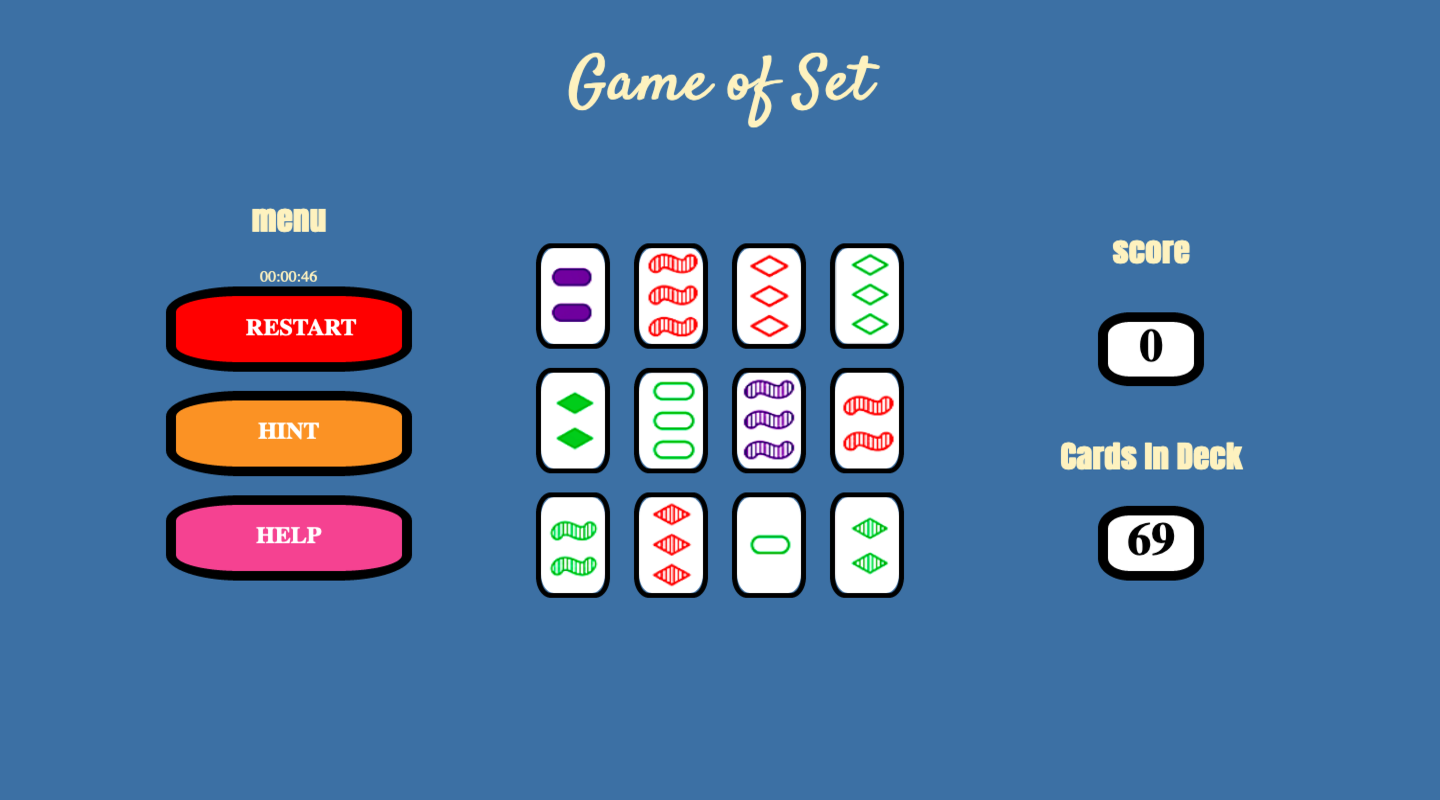 Game of Set
menu
00:00:46
RESTART
HINT
HELP
score
0
Cards In Deck
69